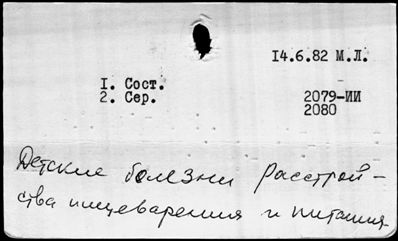 14.6.82 М.Л.
I. Сост.
2. Сер.
2079-ИИ
2080
Детские болезни Расстрой-
ства пищеварения и питания